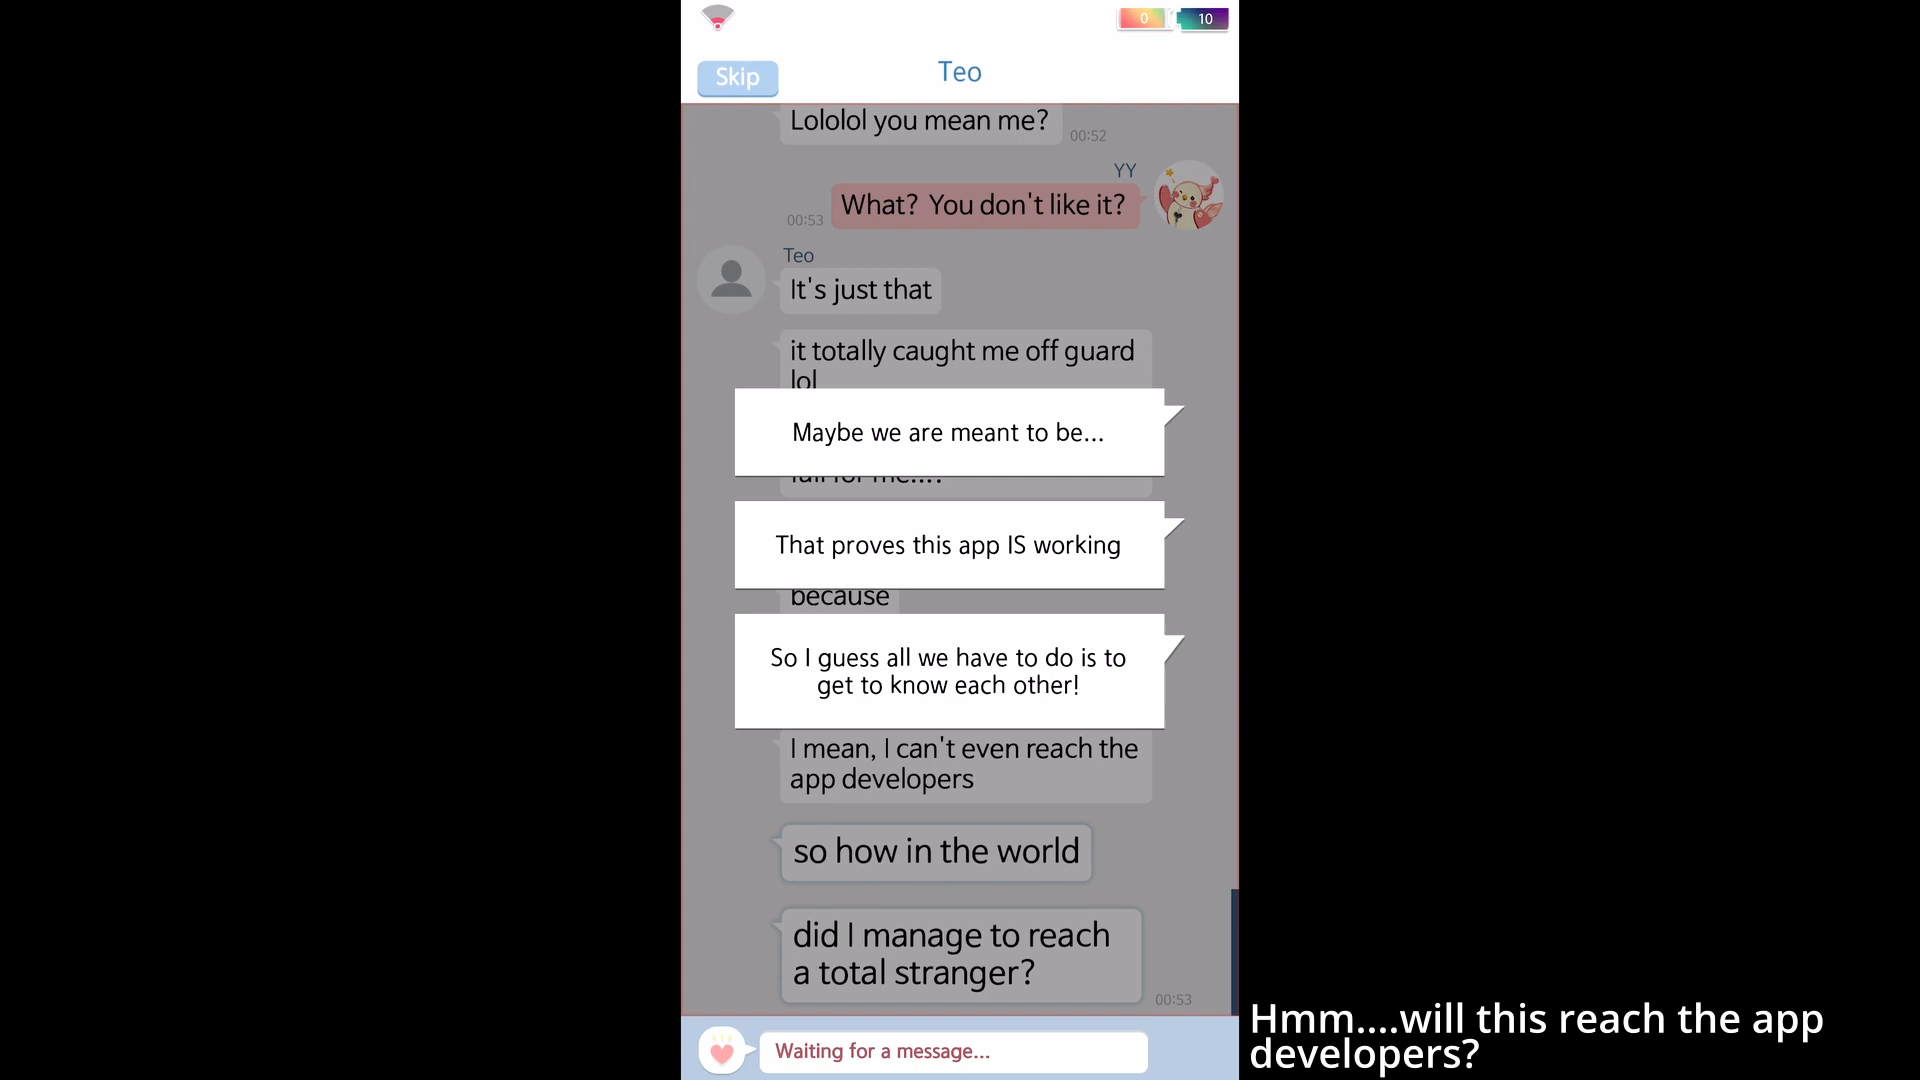 0
10
Skip
Teo
Lololol you mean me?
00:52
YY
What? You don't like it?
00:53
Teo
It's just that
it totally caught me off guard
lol
Maybe we are meant to be...
That proves this app IS working
because
So I guess all we have to do is to
get to know each other!
I mean, I can't even reach the
app developers
so how in the world
did I manage to reach
a total stranger?
00:53
Waiting for a message...
Hmm....will this reach the app
developers?